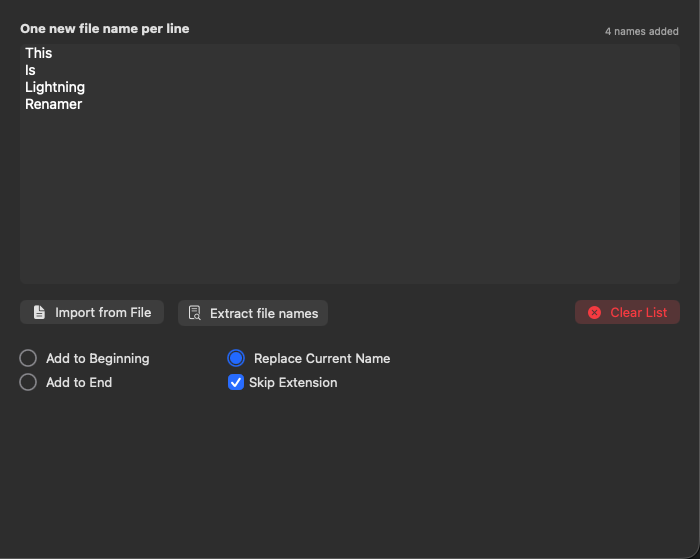 One new file name per line
4 names added
This
Is
Lightning
Renamer
Import from File
Extract file names
Clear List
Add to Beginning
Replace Current Name
Add to End
Skip Extension